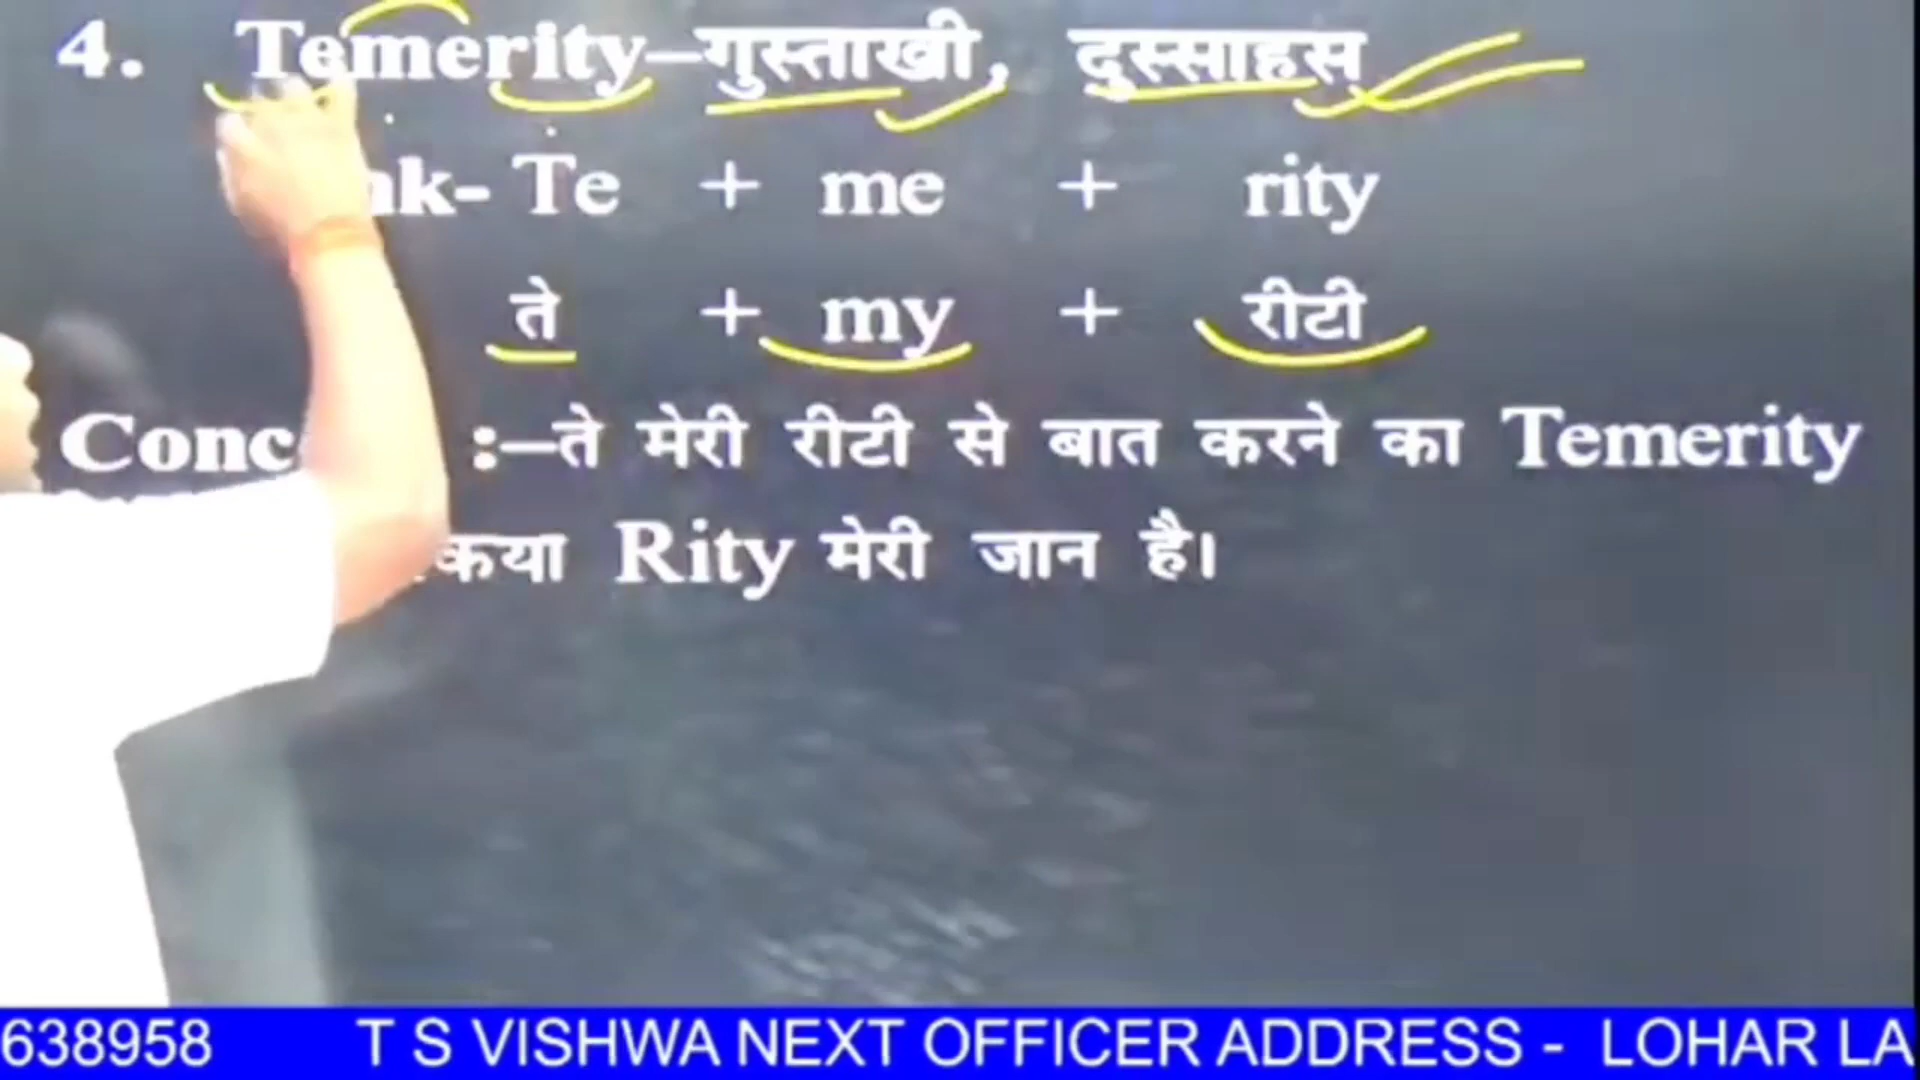 4. Temerity–गुस्ताखी, दुस्साहस
Te + me + rity
ते + my + रीटी
:–ते मेरी रीटी से बात करने का Temerity
Rity मेरी जान है।
638958 T S VISHWA NEXT OFFICER ADDRESS - LOHAR LA